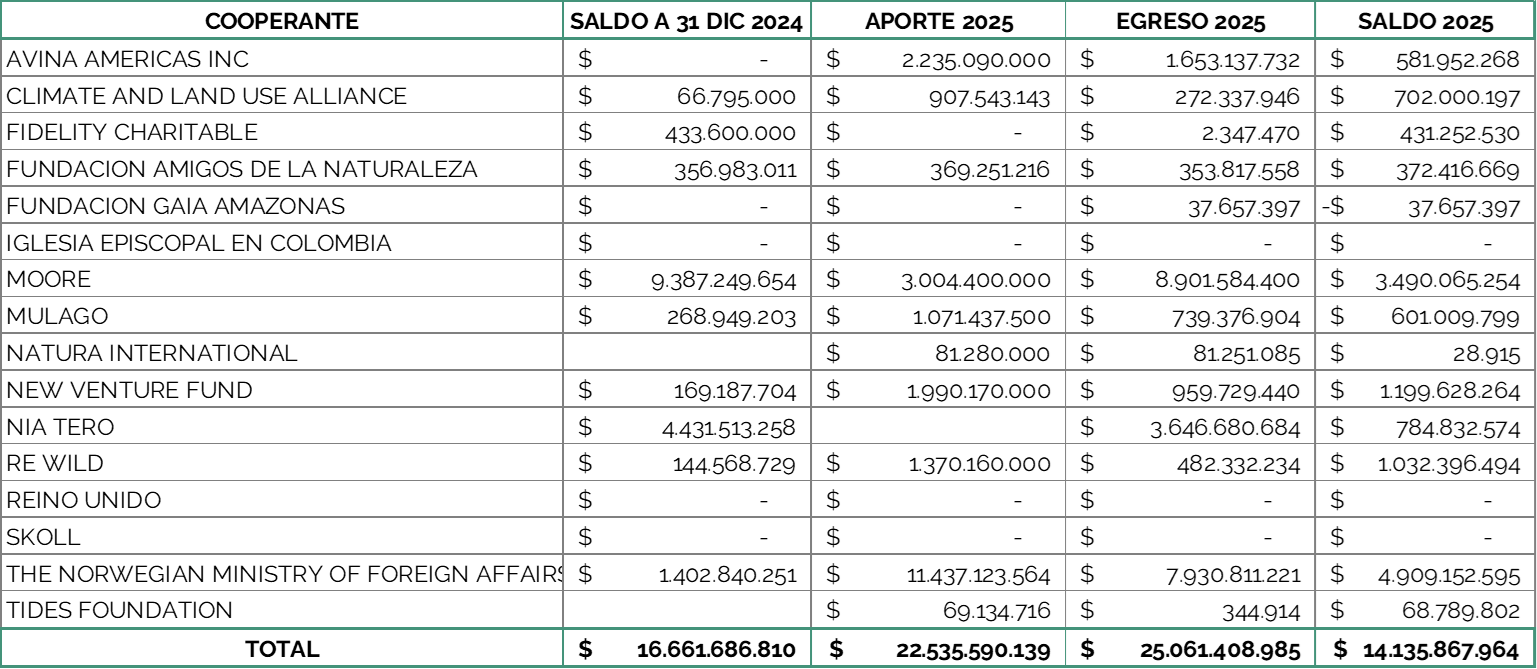 COOPERANTE SALDO A 31 DIC 2024 APORTE 2025 EGRESO 2025 SALDO 2025
AVINA AMERICAS INC $ - $ 2.235.090.000 $ 1.653.137.732 $ 581.952.268
CLIMATE AND LAND USE ALLIANCE $ 66.795.000 $ 907.543.143 $ 272.337.946 $ 702.000.197
FIDELITY CHARITABLE $ 433.600.000 $ - $ 2.347.470 $ 431.252.530
FUNDACION AMIGOS DE LA NATURALEZA $ 356.983.011 $ 369.251.216 $ 353.817.558 $ 372.416.669
FUNDACION GAIA AMAZONAS $ - $ - $ 37.657.397 -$ 37.657.397
IGLESIA EPISCOPAL EN COLOMBIA $ - $ - $ - $ -
MOORE $ 9.387.249.654 $ 3.004.400.000 $ 8.901.584.400 $ 3.490.065.254
MULAGO $ 268.949.203 $ 1.071.437.500 $ 739.376.904 $ 601.009.799
NATURA INTERNATIONAL $ 81.280.000 $ 81.251.085 $ 28.915
NEW VENTURE FUND $ 169.187.704 $ 1.990.170.000 $ 959.729.440 $ 1.199.628.264
NIA TERO $ 4.431.513.258 $ 3.646.680.684 $ 784.832.574
RE WILD $ 144.568.729 $ 1.370.160.000 $ 482.332.234 $ 1.032.396.494
REINO UNIDO $ - $ - $ - $ -
SKOLL $ - $ - $ - $ -
THE NORWEGIAN MINISTRY OF FOREIGN AFFAIRS $ 1.402.840.251 $ 11.437.123.564 $ 7.930.811.221 $ 4.909.152.595
TIDES FOUNDATION $ 69.134.716 $ 344.914 $ 68.789.802
TOTAL $ 16.661.686.810 $ 22.535.590.139 $ 25.061.408.985 $ 14.135.867.964